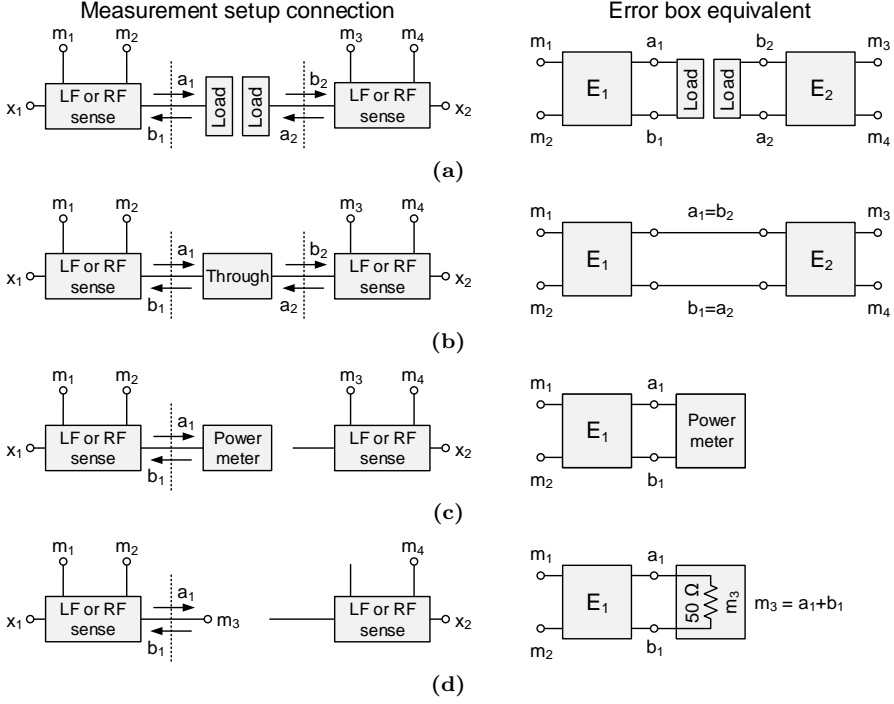 Measurement setup connection
Error box equivalent
m₁ m₂ m₃ m₄
x₁ LF or RF sense a₁ b₁ Load Load b₂ a₂ LF or RF sense x₂
m₁ m₂ E₁ a₁ b₁ Load Load b₂ a₂ E₂ m₃ m₄
(a)
m₁ m₂ m₃ m₄
x₁ LF or RF sense a₁ b₁ Through b₂ a₂ LF or RF sense x₂
m₁ m₂ E₁ a₁=b₂ b₁=a₂ E₂ m₃ m₄
(b)
m₁ m₂ m₃ m₄
x₁ LF or RF sense a₁ b₁ Power meter LF or RF sense x₂
m₁ m₂ E₁ a₁ b₁ Power meter
(c)
m₁ m₂ m₄
x₁ LF or RF sense a₁ b₁ m₃ LF or RF sense x₂
m₁ m₂ E₁ a₁ b₁ 50 Ω m₃ m₃ = a₁+b₁
(d)